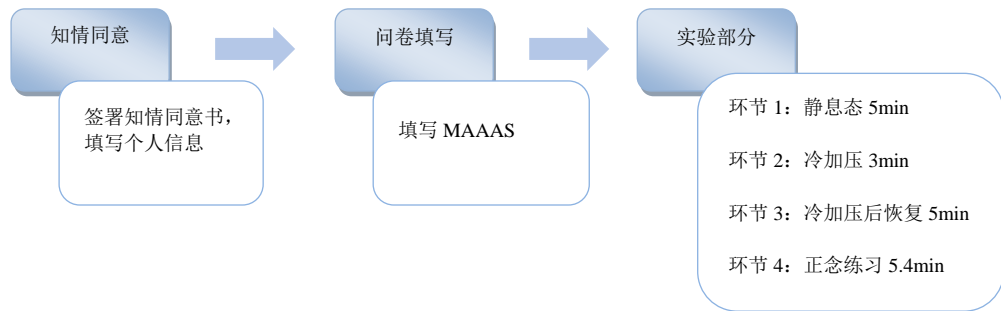 知情同意
签署知情同意书，
填写个人信息
问卷填写
填写 MAAAS
实验部分
环节 1：静息态 5min
环节 2：冷加压 3min
环节 3：冷加压后恢复 5min
环节 4：正念练习 5.4min